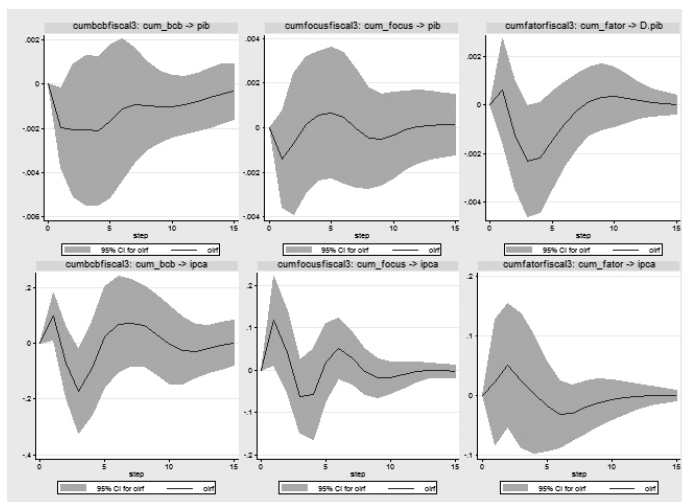 cumbcbfiscal3: cum_bcb -> pib
.002
0
-.002
-.004
-.006
0 5 10 15
step
95% CI for oirf oirf
cumfocusfiscal3: cum_focus -> pib
.004
.002
0
-.002
-.004
0 5 10 15
step
95% CI for oirf oirf
cumfatorfiscal3: cum_fator -> D.pib
.002
0
-.002
-.004
0 5 10 15
step
95% CI for oirf oirf
cumbcbfiscal3: cum_bcb -> ipca
.2
0
-.2
-.4
0 5 10 15
step
95% CI for oirf oirf
cumfocusfiscal3: cum_focus -> ipca
.2
.1
0
-.1
-.2
0 5 10 15
step
95% CI for oirf oirf
cumfatorfiscal3: cum_fator -> ipca
.2
.1
0
-.1
0 5 10 15
step
95% CI for oirf oirf